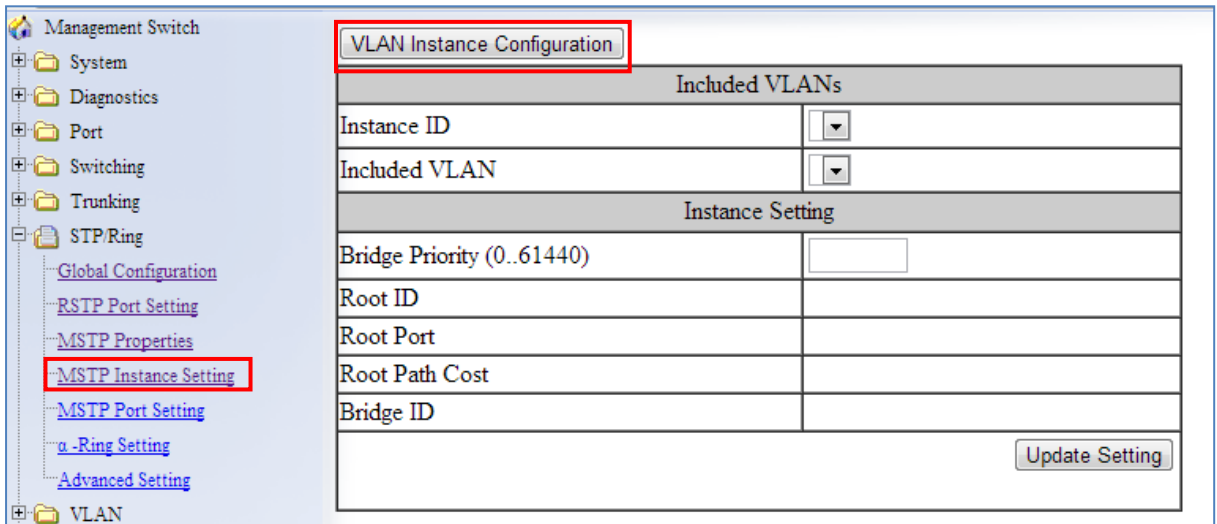 Management Switch
System
Diagnostics
Port
Switching
Trunking
STP/Ring
Global Configuration
RSTP Port Setting
MSTP Properties
MSTP Instance Setting
MSTP Port Setting
α -Ring Setting
Advanced Setting
VLAN
VLAN Instance Configuration
Included VLANs
Instance ID
Included VLAN
Instance Setting
Bridge Priority (0..61440)
Root ID
Root Port
Root Path Cost
Bridge ID
Update Setting